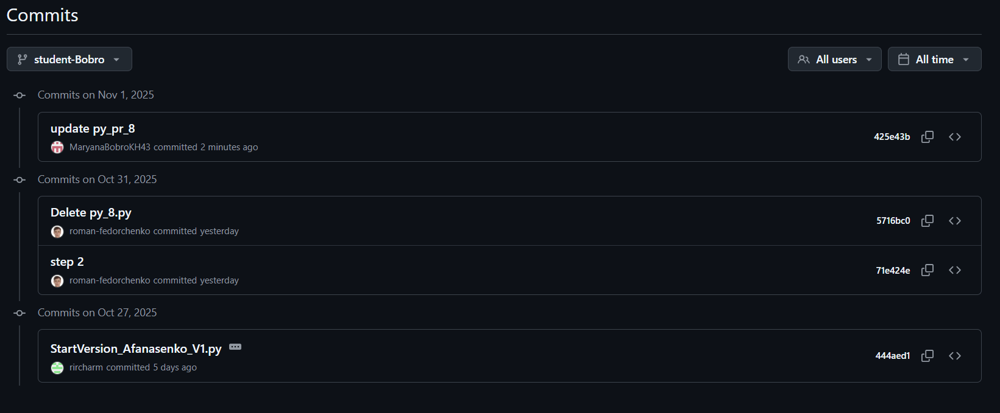 Commits
student-Bobro
All users
All time
Commits on Nov 1, 2025
update py_pr_8
425e43b
MaryanaBobroKH43 committed 2 minutes ago
Commits on Oct 31, 2025
Delete py_8.py
5716bc0
roman-fedorchenko committed yesterday
step 2
71e424e
roman-fedorchenko committed yesterday
Commits on Oct 27, 2025
StartVersion_Afanasenko_V1.py
444aed1
rircharm committed 5 days ago